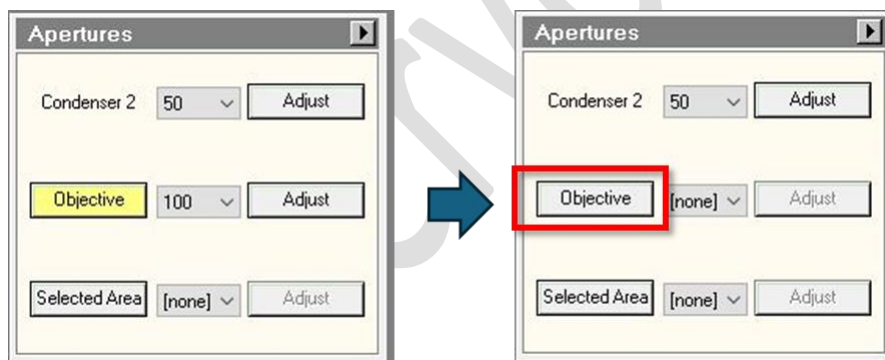 Apertures
Condenser 2 50 Adjust
Objective 100 Adjust
Selected Area [none] Adjust
Apertures
Condenser 2 50 Adjust
Objective [none] Adjust
Selected Area [none] Adjust